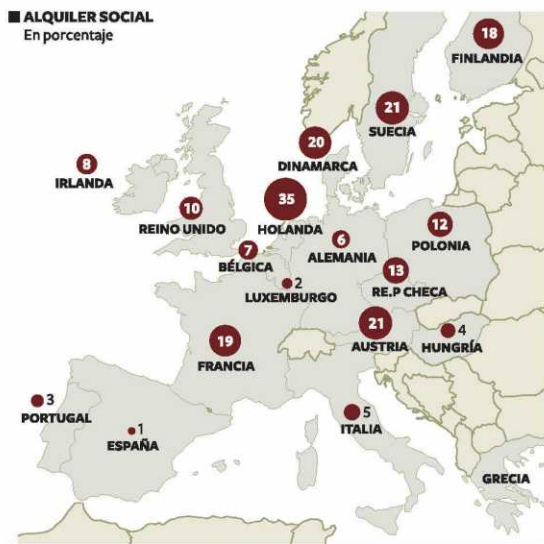 ALQUILER SOCIAL
En porcentaje
18
FINLANDIA
21
SUECIA
20
DINAMARCA
8
IRLANDA
35
HOLANDA
10
REINO UNIDO
12
POLONIA
7
BÉLGICA
6
ALEMANIA
13
RE.P CHECA
2
LUXEMBURGO
21
AUSTRIA
4
HUNGRÍA
19
FRANCIA
3
PORTUGAL
1
ESPAÑA
5
ITALIA
GRECIA